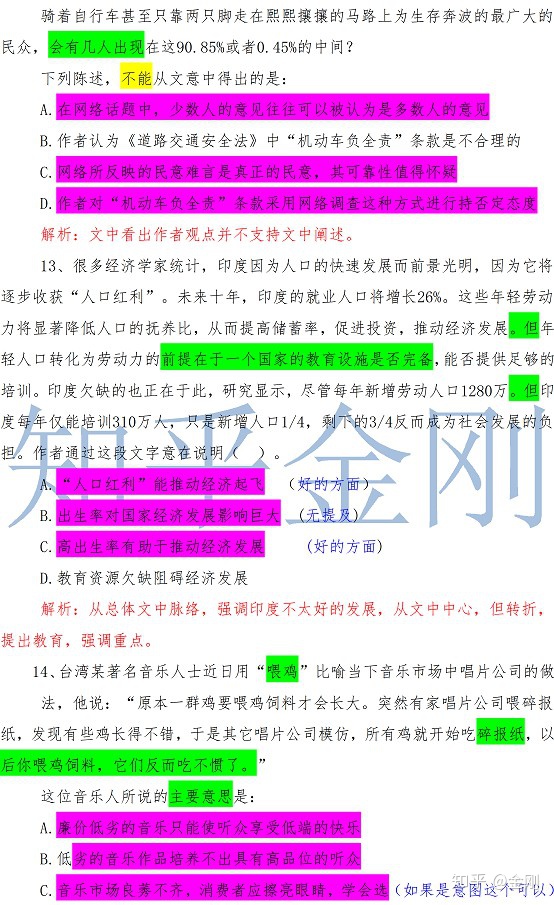 骑着自行车甚至只靠两只脚走在熙熙攘攘的马路上为生存奔波的最广大的
民众，会有几人出现在这90.85%或者0.45%的中间？
下列陈述，不能从文意中得出的是：
A.在网络话题中，少数人的意见往往可以被认为是多数人的意见
B.作者认为《道路交通安全法》中“机动车负全责”条款是不合理的
C.网络所反映的民意难言是真正的民意，其可靠性值得怀疑
D.作者对“机动车负全责”条款采用网络调查这种方式进行持否定态度
解析：文中看出作者观点并不支持文中阐述。
13、很多经济学家统计，印度因为人口的快速发展而前景光明，因为它将
逐步收获“人口红利”。未来十年，印度的就业人口将增长26%。这些年轻劳动
力将显著降低人口的抚养比，从而提高储蓄率，促进投资，推动经济发展。但年
轻人口转化为劳动力的前提在于一个国家的教育设施是否完备，能否提供足够的
培训。印度欠缺的也正在于此，研究显示，尽管每年新增劳动人口1280万。但印
度每年仅能培训310万人，只是新增人口1/4，剩下的3/4反而成为社会发展的负
担。作者通过这段文字意在说明（ ）。
A.“人口红利”能推动经济起飞 （好的方面）
B.出生率对国家经济发展影响巨大 （无提及）
C.高出生率有助于推动经济发展 （好的方面）
D.教育资源欠缺阻碍经济发展
解析：从总体文中脉络，强调印度不太好的发展，从文中中心，但转折，
提出教育，强调重点。
14、台湾某著名音乐人士近日用“喂鸡”比喻当下音乐市场中唱片公司的做
法，他说：“原本一群鸡要喂鸡饲料才会长大。突然有家唱片公司喂碎报
纸，发现有些鸡长得不错，于是其它唱片公司模仿，所有鸡就开始吃碎报纸，以
后你喂鸡饲料，它们反而吃不惯了。”
这位音乐人所说的主要意思是：
A.廉价低劣的音乐只能使听众享受低端的快乐
B.低劣的音乐作品培养不出具有高品位的听众
C.音乐市场良莠不齐，消费者应擦亮眼睛，学会选（如果是意图这个可以）
知乎金刚
知乎 @金刚